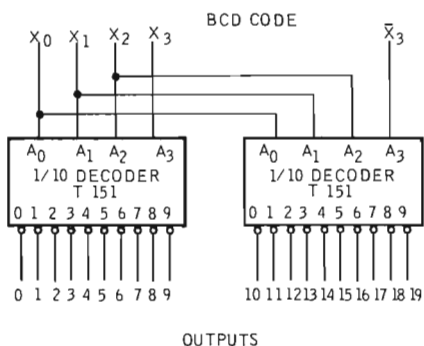 BCD CODE
X0 X1 X2 X3 X̅3
A0 A1 A2 A3
1/10 DECODER
T 151
0 1 2 3 4 5 6 7 8 9
0 1 2 3 4 5 6 7 8 9
A0 A1 A2 A3
1/10 DECODER
T 151
0 1 2 3 4 5 6 7 8 9
10 11 12 13 14 15 16 17 18 19
OUTPUTS